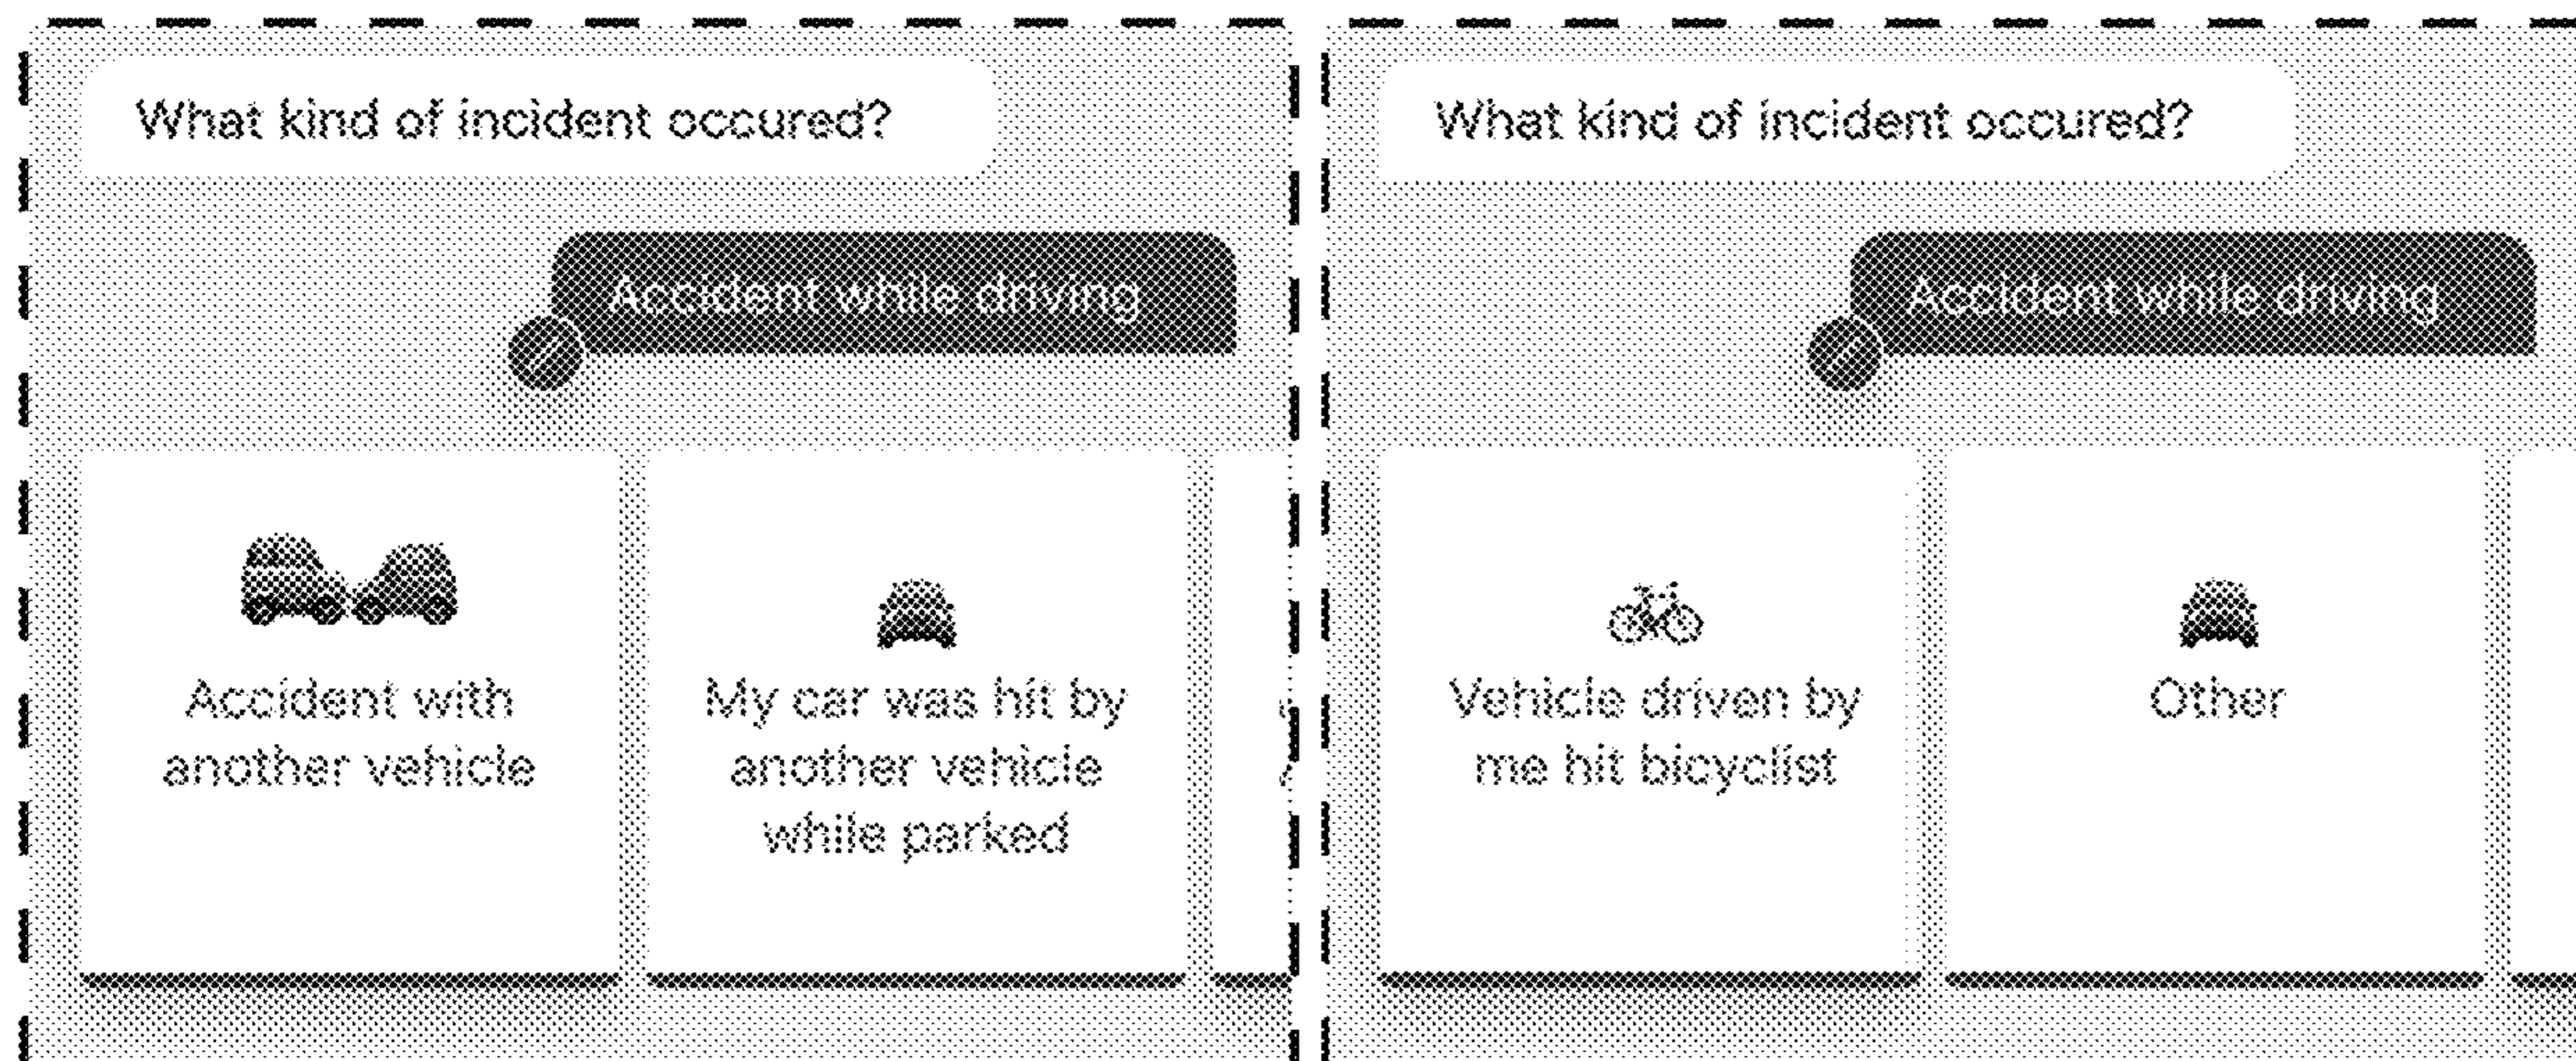 What kind of incident occured?
Accident while driving
Accident with
another vehicle
My car was hit by
another vehicle
while parked
What kind of incident occured?
Accident while driving
Vehicle driven by
me hit bicyclist
Other